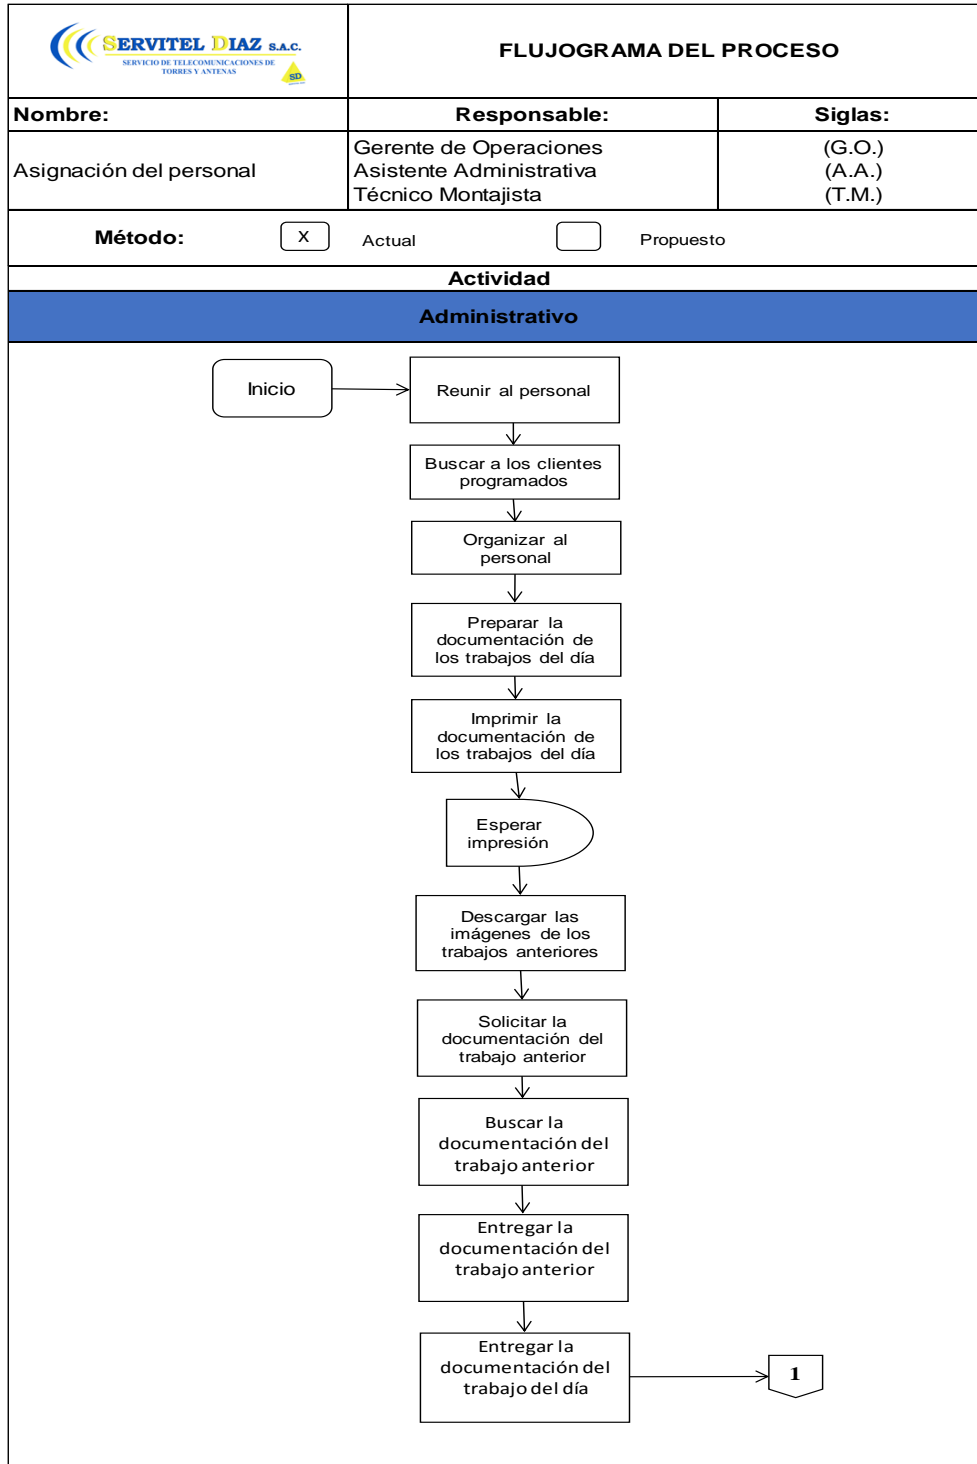 SERVITEL DIAZ S.A.C.
SERVICIO DE TELECOMUNICACIONES DE
TORRES Y ANTENAS
SD
FLUJOGRAMA DEL PROCESO
Nombre:
Responsable:
Siglas:
Asignación del personal
Gerente de Operaciones
(G.O.)
Asistente Administrativa
(A.A.)
Técnico Montajista
(T.M.)
Método:
X
Actual
Propuesto
Actividad
Administrativo
Inicio
Reunir al personal
Buscar a los clientes
programados
Organizar al
personal
Preparar la
documentación de
los trabajos del día
Imprimir la
documentación de
los trabajos del día
Esperar
impresión
Descargar las
imágenes de los
trabajos anteriores
Solicitar la
documentación del
trabajo anterior
Buscar la
documentación del
trabajo anterior
Entregar la
documentación del
trabajo anterior
Entregar la
documentación del
trabajo del día
1